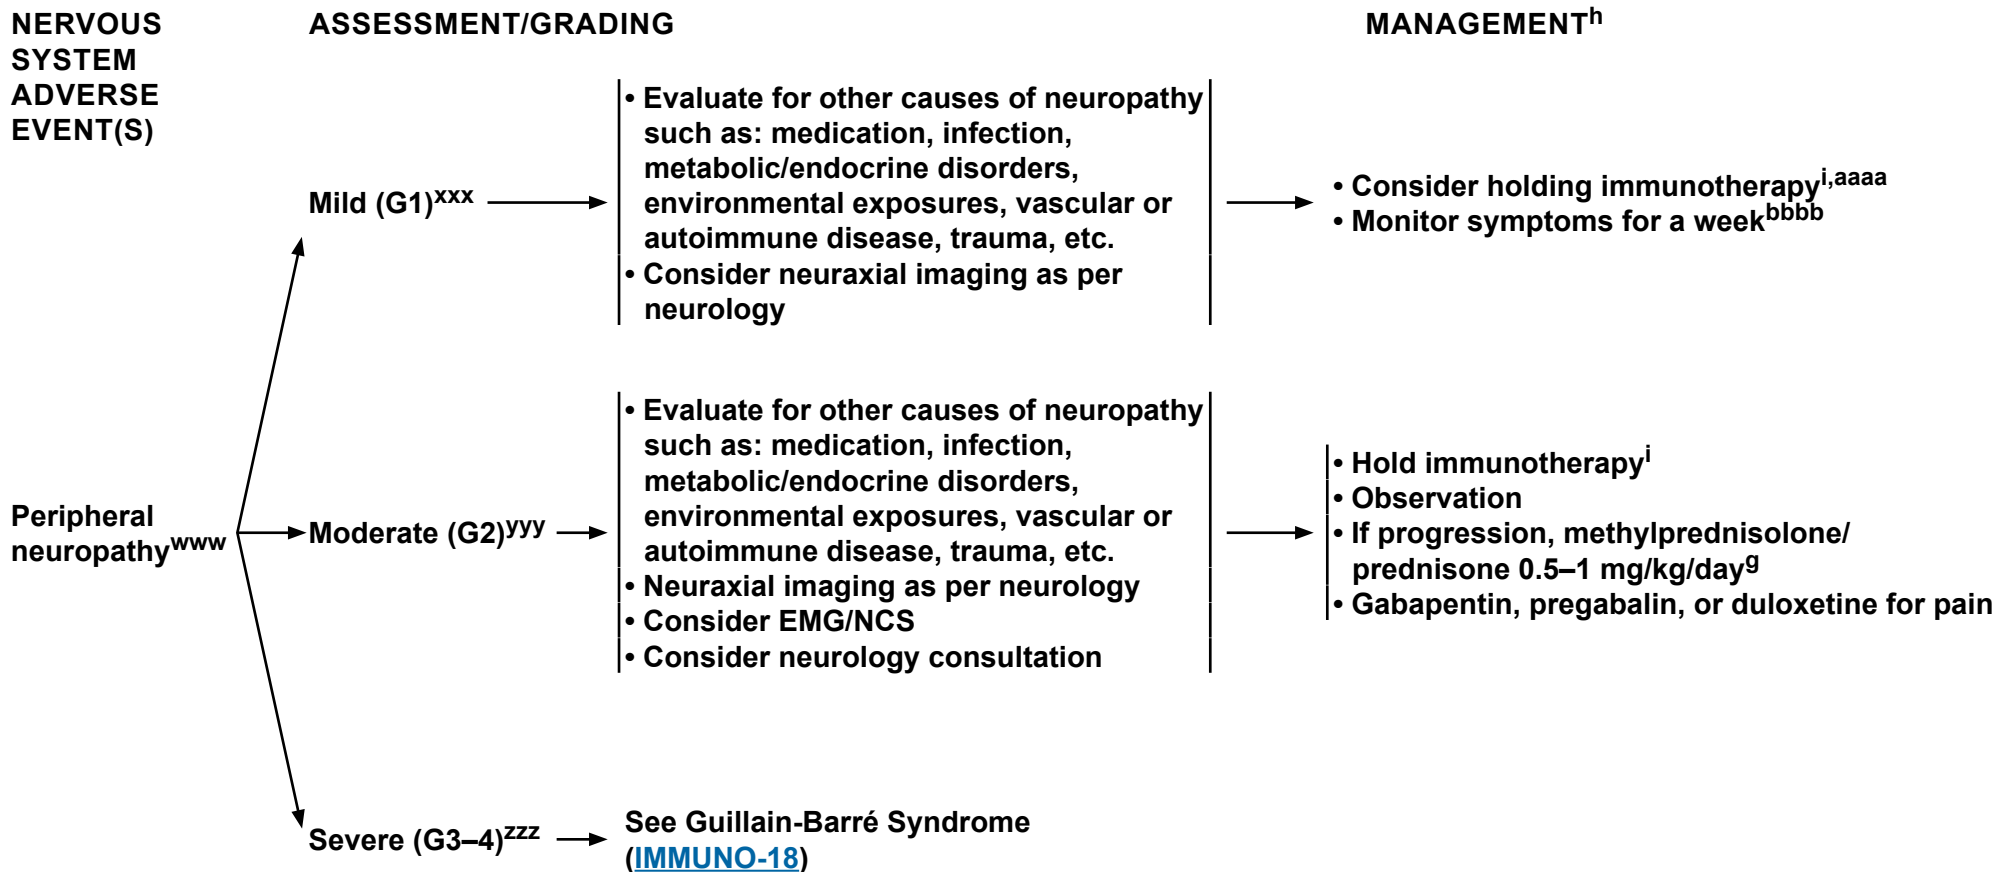 NERVOUS
SYSTEM
ADVERSE
EVENT(S)
ASSESSMENT/GRADING
MANAGEMENTh
Peripheral
neuropathywww
Mild (G1)xxx
• Evaluate for other causes of neuropathy
such as: medication, infection,
metabolic/endocrine disorders,
environmental exposures, vascular or
autoimmune disease, trauma, etc.
• Consider neuraxial imaging as per
neurology
• Consider holding immunotherapyi,aaaa
• Monitor symptoms for a weekbbbb
Moderate (G2)yyy
• Evaluate for other causes of neuropathy
such as: medication, infection,
metabolic/endocrine disorders,
environmental exposures, vascular or
autoimmune disease, trauma, etc.
• Neuraxial imaging as per neurology
• Consider EMG/NCS
• Consider neurology consultation
• Hold immunotherapyi
• Observation
• If progression, methylprednisolone/
prednisone 0.5–1 mg/kg/dayg
• Gabapentin, pregabalin, or duloxetine for pain
Severe (G3–4)zzz
See Guillain-Barré Syndrome
(IMMUNO-18)